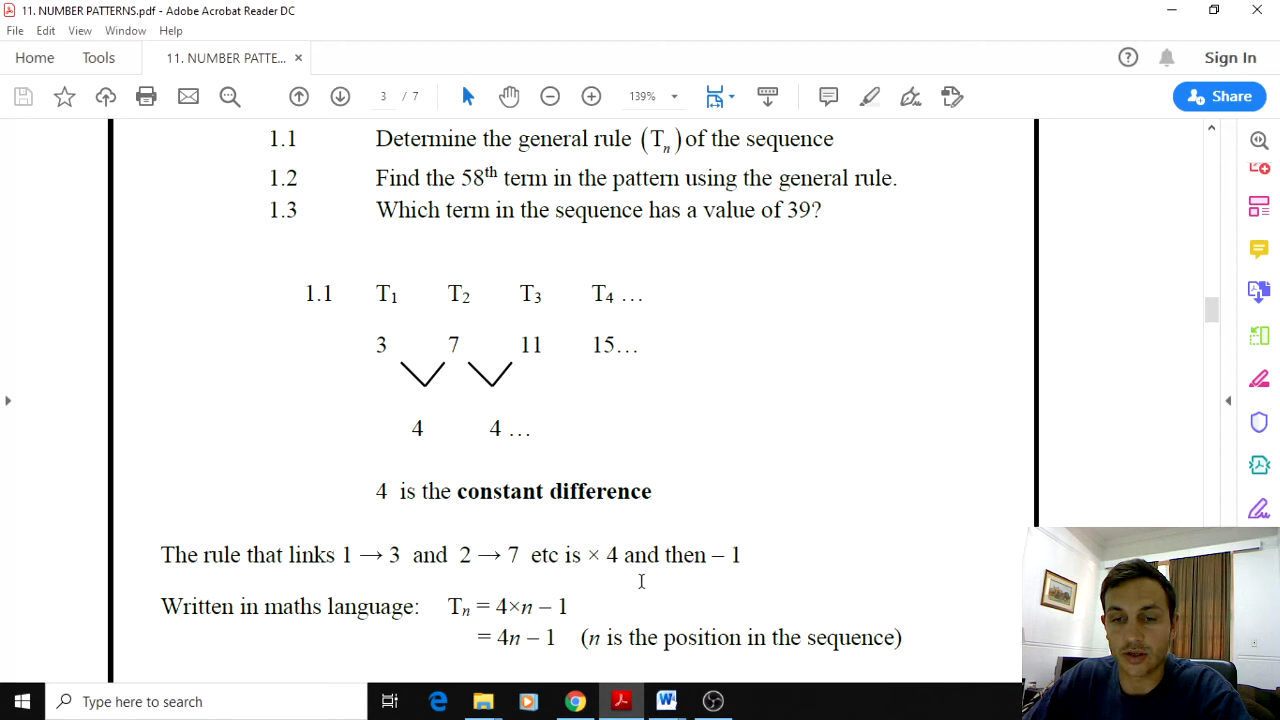 11. NUMBER PATTERNS.pdf - Adobe Acrobat Reader DC
File Edit View Window Help
Home Tools 11. NUMBER PATTE... × Sign In
3 / 7 139% Share
1.1 Determine the general rule (Tn) of the sequence
1.2 Find the 58th term in the pattern using the general rule.
1.3 Which term in the sequence has a value of 39?
1.1 T1 T2 T3 T4 …
3 7 11 15…
4 4 …
4 is the constant difference
The rule that links 1 → 3 and 2 → 7 etc is × 4 and then – 1
Written in maths language: Tn = 4×n – 1
= 4n – 1 (n is the position in the sequence)
Type here to search